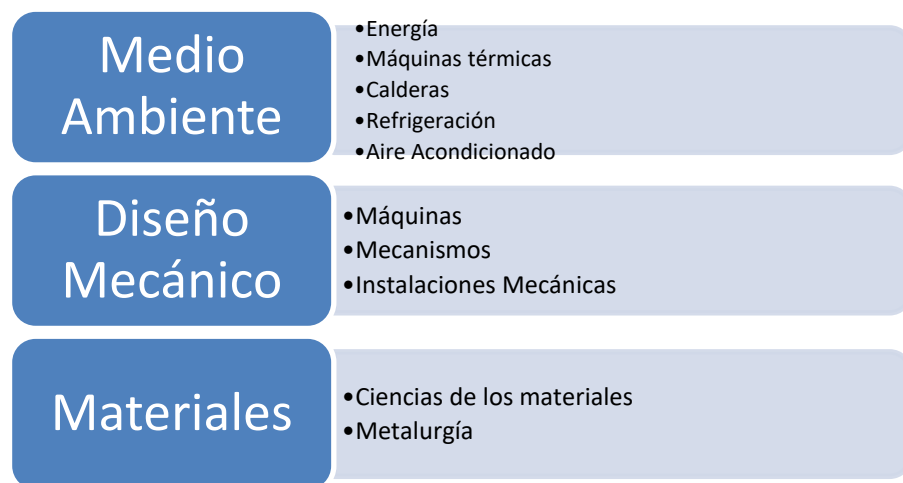 Medio
Ambiente
•Energía
•Máquinas térmicas
•Calderas
•Refrigeración
•Aire Acondicionado
Diseño
Mecánico
•Máquinas
•Mecanismos
•Instalaciones Mecánicas
Materiales
•Ciencias de los materiales
•Metalurgía